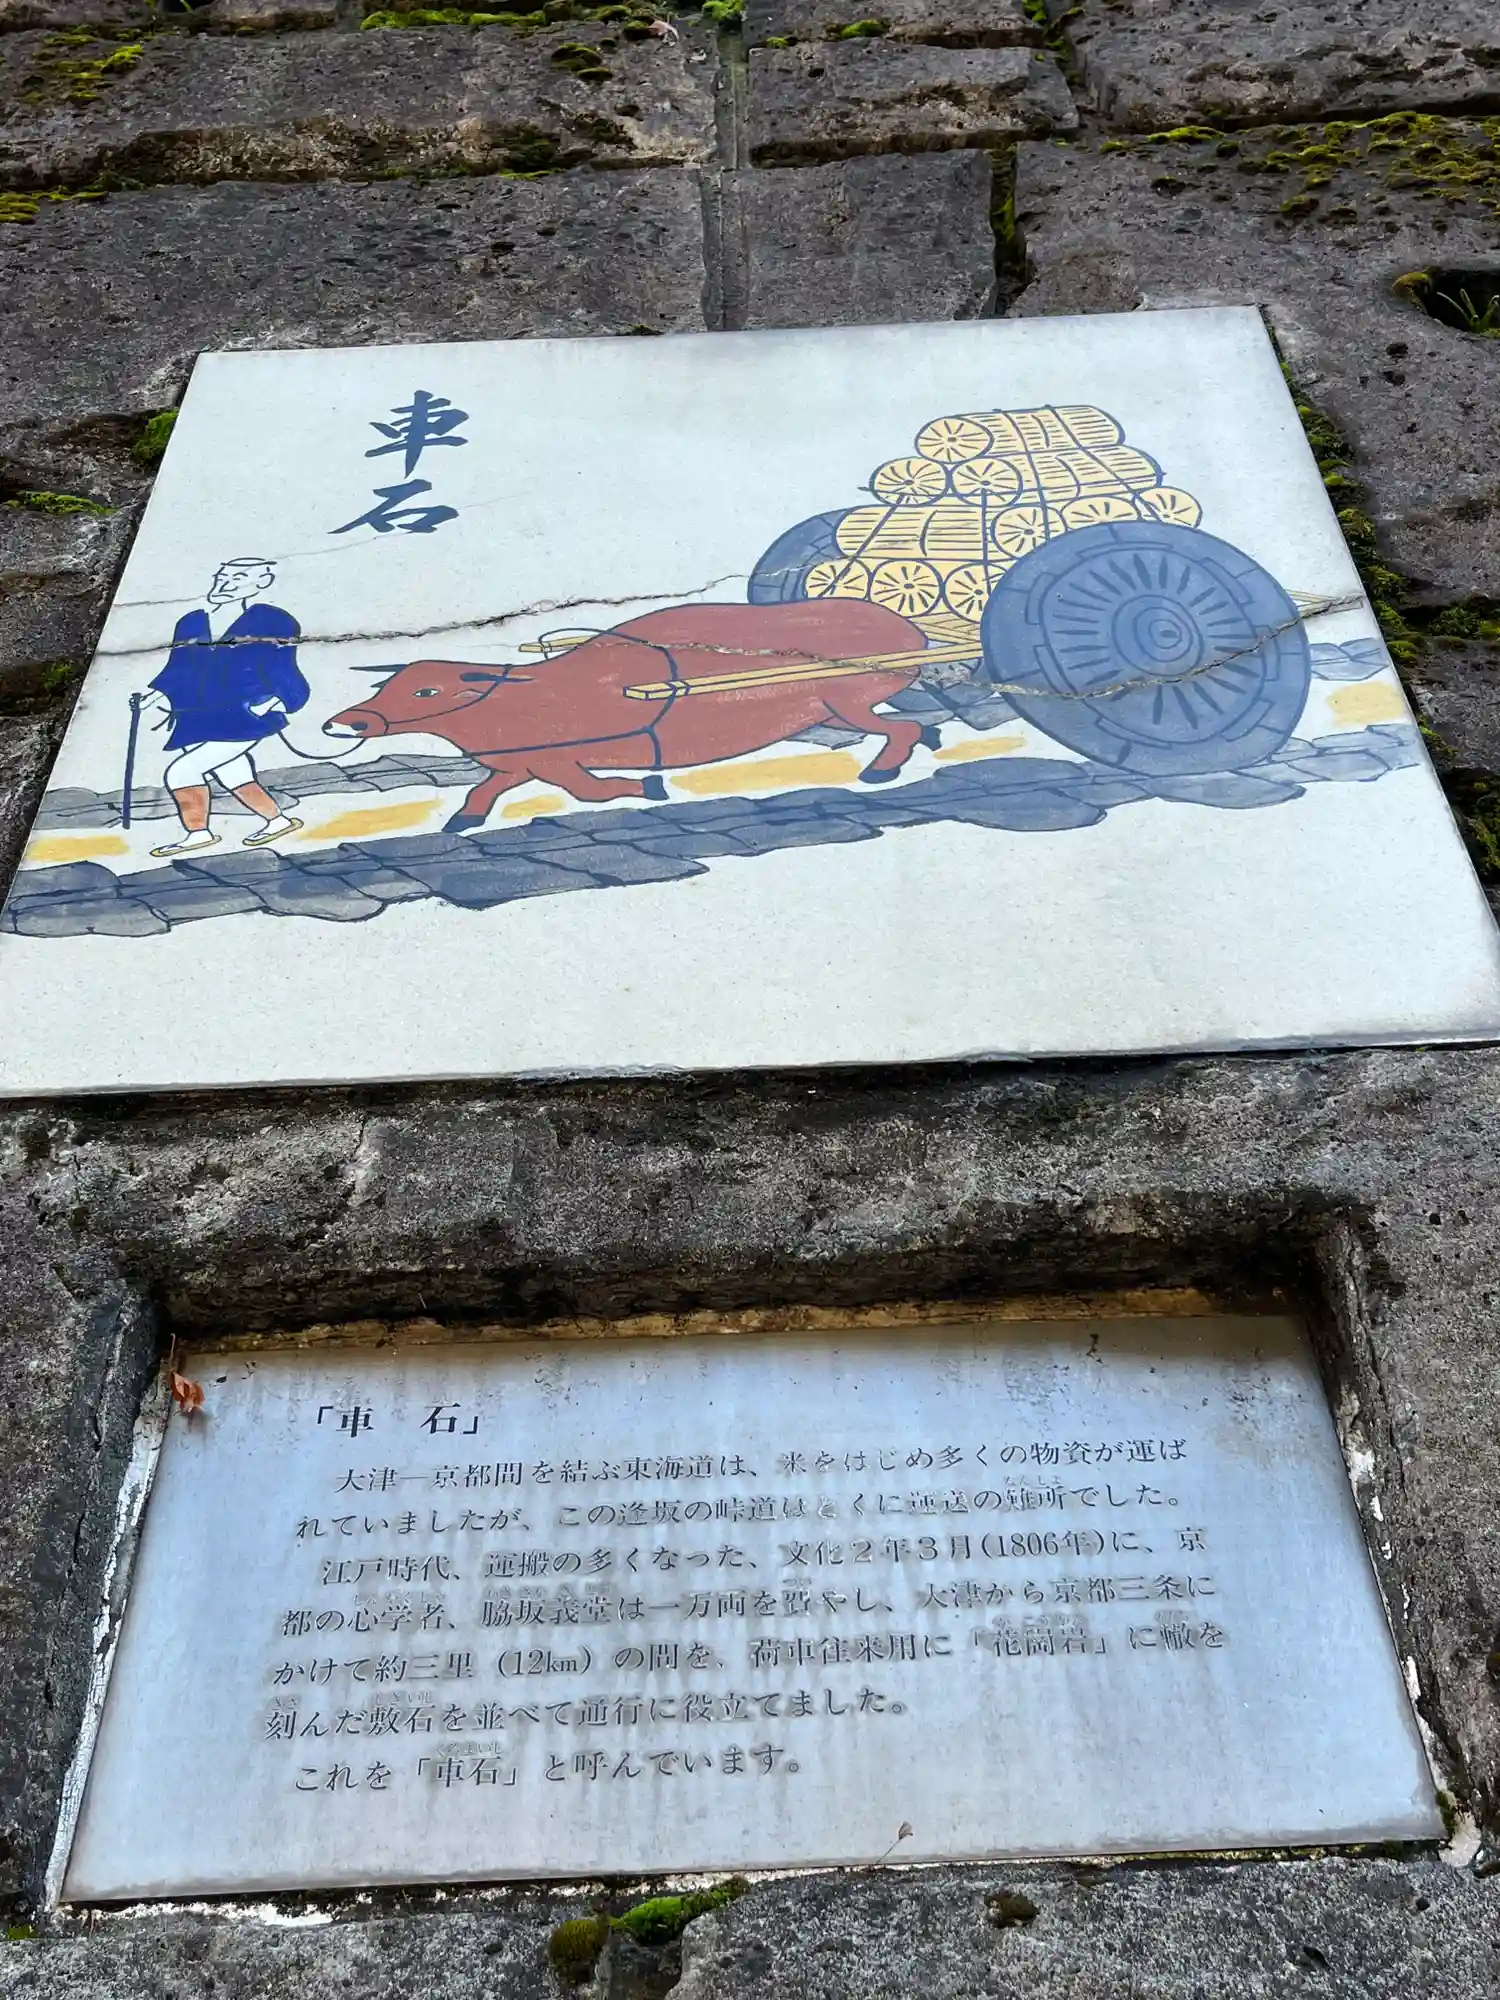 車石
「車 石」
大津―京都間を結ぶ東海道は、米をはじめ多くの物資が運ば
れていましたが、この逢坂の峠道はとくに運送の難所でした。
江戸時代、運搬の多くなった、文化2年3月(1806年)に、京
都の心学者、脇坂義堂は一万両を費やし、大津から京都三条に
かけて約三里(12km)の間を、荷車往来用に「花崗岩」に轍を
刻んだ敷石を並べて通行に役立てました。
これを「車石」と呼んでいます。